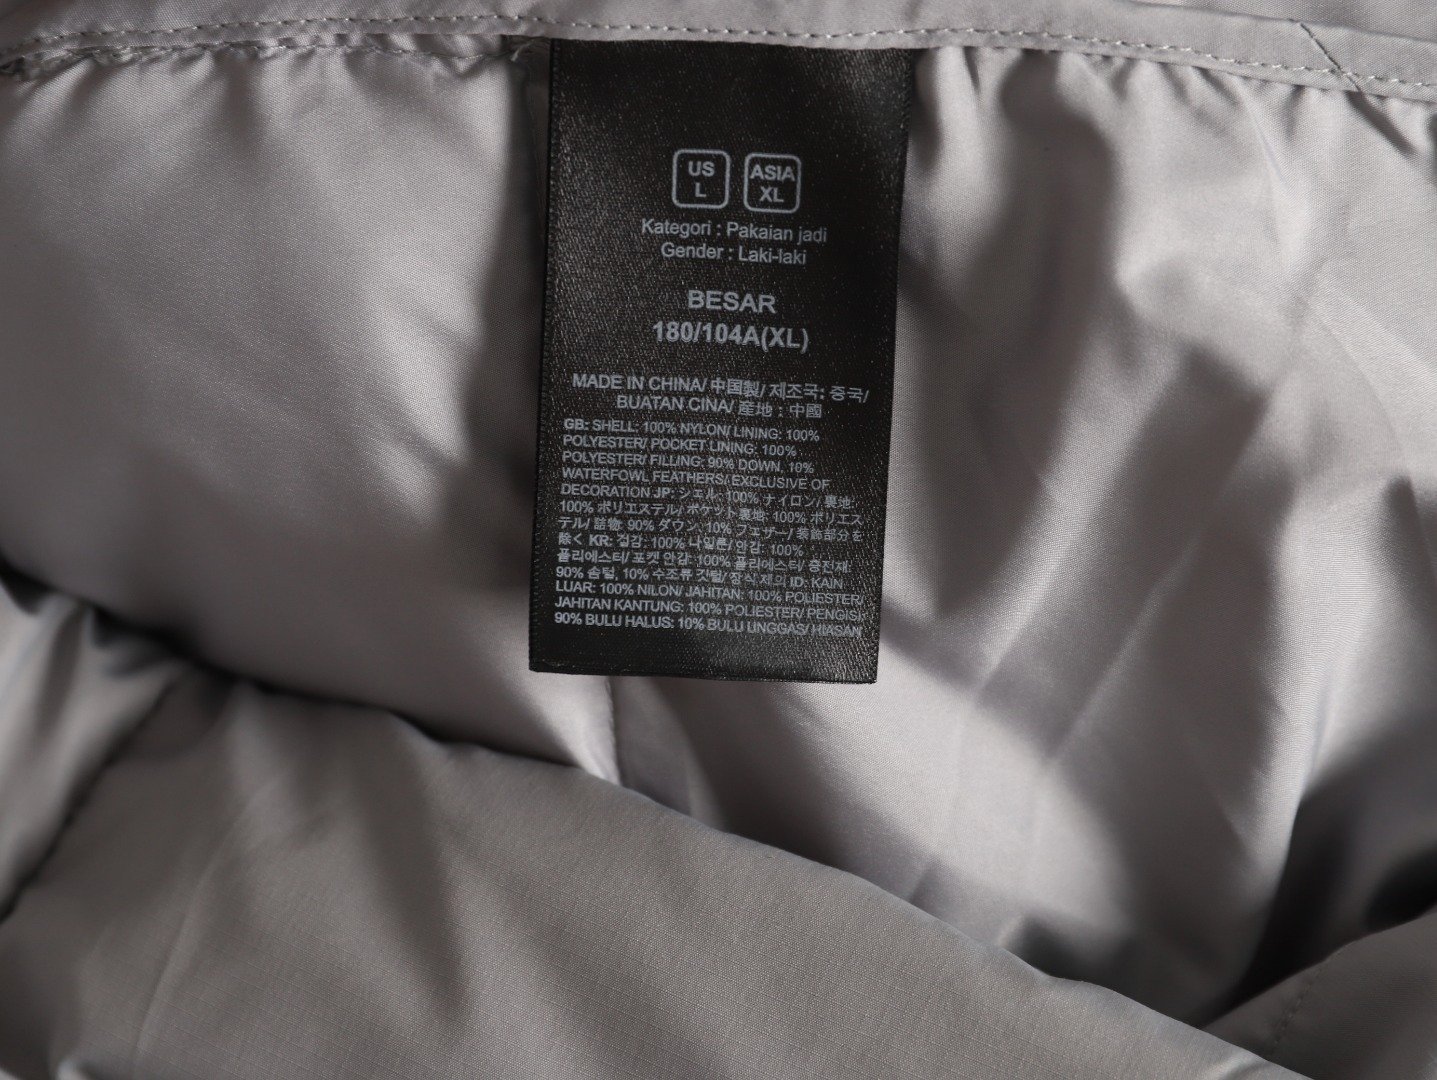 US
L
ASIA
XL
Kategori : Pakaian jadi
Gender : Laki-laki
BESAR
180/104A(XL)
MADE IN CHINA/ 中国製/ 제조국: 중국/
BUATAN CINA/ 産地：中國
GB: SHELL: 100% NYLON/ LINING: 100%
POLYESTER/ POCKET LINING: 100%
POLYESTER/ FILLING: 90% DOWN, 10%
WATERFOWL FEATHERS/ EXCLUSIVE OF
DECORATION JP: シェル: 100% ナイロン/ 裏地:
100% ポリエステル/ ポケット裏地: 100% ポリエス
テル/ 詰物: 90% ダウン, 10% フェザー/ 装飾部分を
除く KR: 겉감: 100% 나일론/ 안감: 100%
폴리에스터/ 포켓 안감: 100% 폴리에스터/ 충전재:
90% 솜털, 10% 수조류 깃털/ 장식 제외 ID: KAIN
LUAR: 100% NILON/ JAHITAN: 100% POLIESTER/
JAHITAN KANTUNG: 100% POLIESTER/ PENGISI:
90% BULU HALUS: 10% BULU UNGGAS/ HIASAN